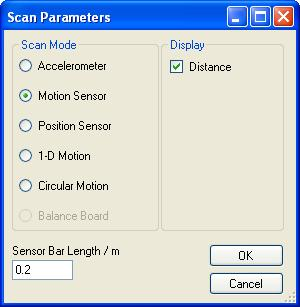 Scan Parameters
Scan Mode
Accelerometer
Motion Sensor
Position Sensor
1-D Motion
Circular Motion
Balance Board
Display
Distance
Sensor Bar Length / m
0.2
OK
Cancel